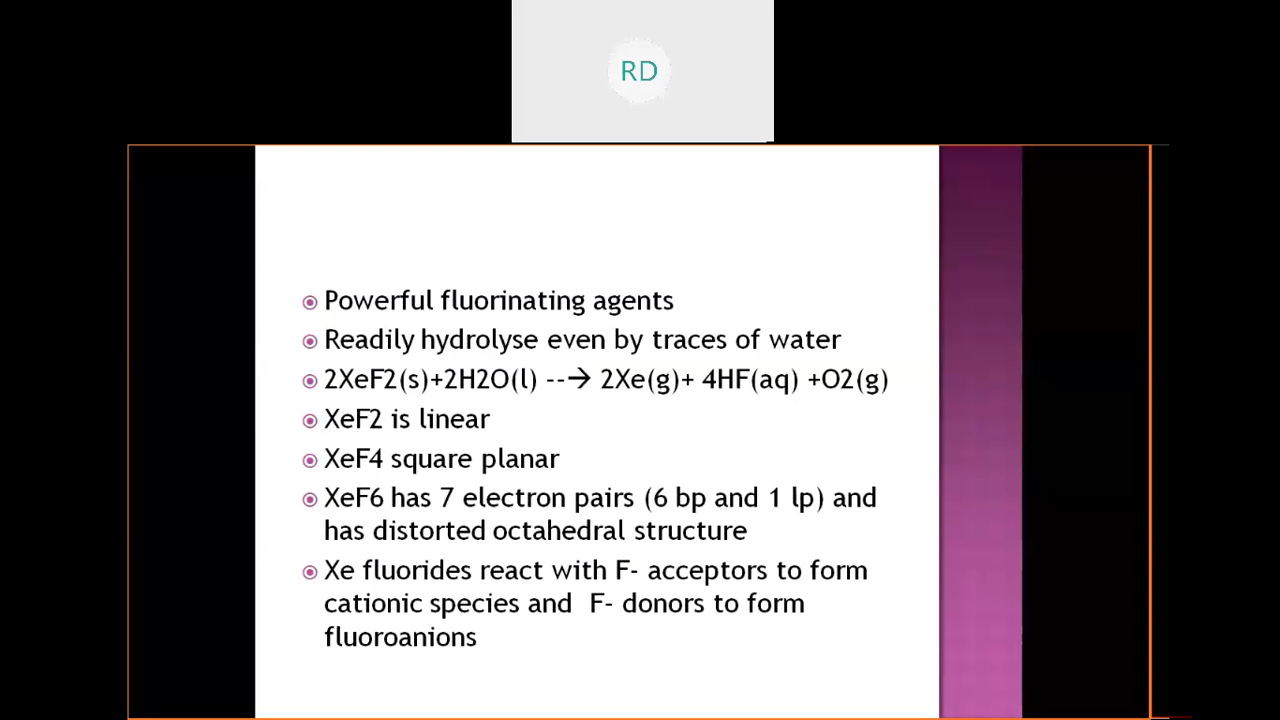 RD
Powerful fluorinating agents
Readily hydrolyse even by traces of water
2XeF2(s)+2H2O(l) --→ 2Xe(g)+ 4HF(aq) +O2(g)
XeF2 is linear
XeF4 square planar
XeF6 has 7 electron pairs (6 bp and 1 lp) and
has distorted octahedral structure
Xe fluorides react with F- acceptors to form
cationic species and  F- donors to form
fluoroanions